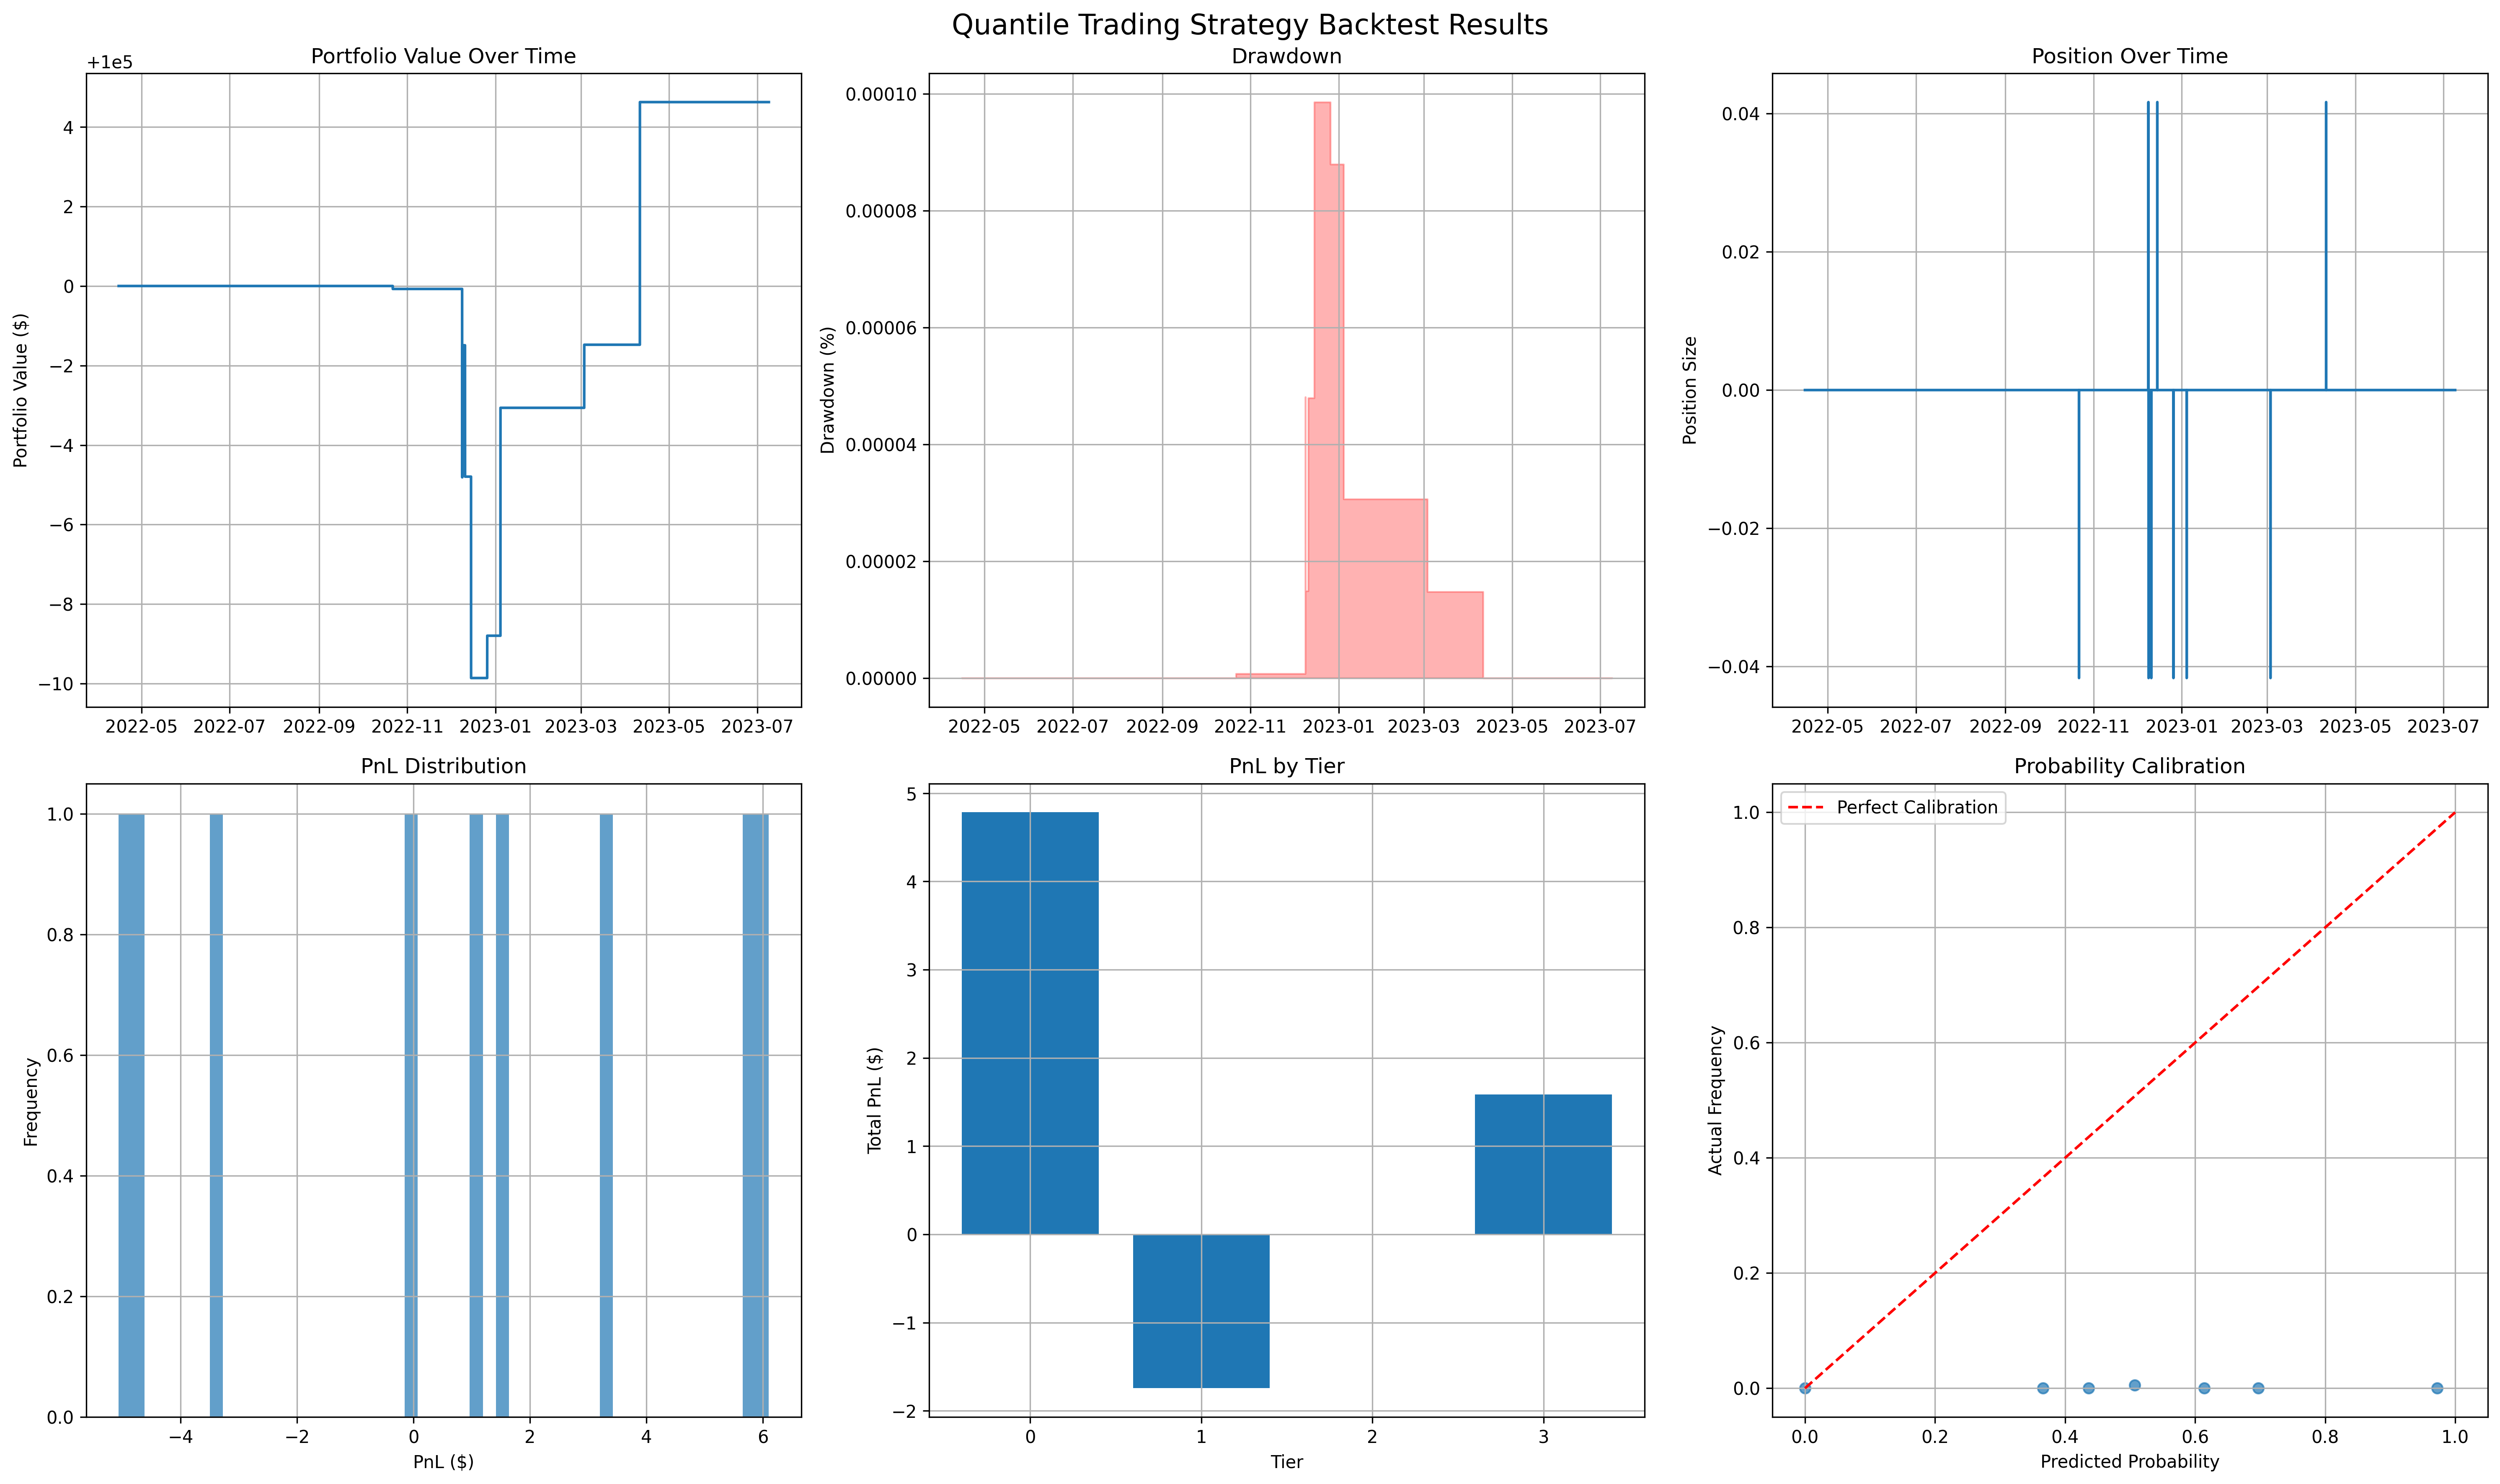 Quantile Trading Strategy Backtest Results
Portfolio Value Over Time
+1e5
Portfolio Value ($)
4
2
0
−2
−4
−6
−8
−10
2022-05 2022-07 2022-09 2022-11 2023-01 2023-03 2023-05 2023-07
Drawdown
Drawdown (%)
0.00010
0.00008
0.00006
0.00004
0.00002
0.00000
2022-05 2022-07 2022-09 2022-11 2023-01 2023-03 2023-05 2023-07
Position Over Time
Position Size
0.04
0.02
0.00
−0.02
−0.04
2022-05 2022-07 2022-09 2022-11 2023-01 2023-03 2023-05 2023-07
PnL Distribution
Frequency
1.0
0.8
0.6
0.4
0.2
0.0
−4 −2 0 2 4 6
PnL ($)
PnL by Tier
Total PnL ($)
5
4
3
2
1
0
−1
−2
0 1 2 3
Tier
Probability Calibration
Perfect Calibration
Actual Frequency
1.0
0.8
0.6
0.4
0.2
0.0
0.0 0.2 0.4 0.6 0.8 1.0
Predicted Probability